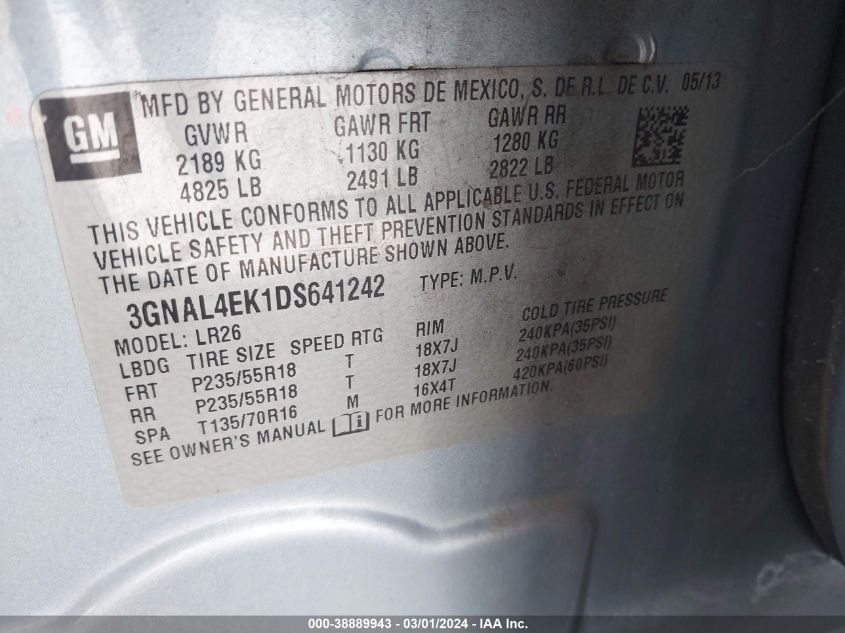 GM
MFD BY GENERAL MOTORS DE MEXICO, S. DE R.L. DE C.V. 05/13
GVWR GAWR FRT GAWR RR
2189 KG 1130 KG 1280 KG
4825 LB 2491 LB 2822 LB
THIS VEHICLE CONFORMS TO ALL APPLICABLE U.S. FEDERAL MOTOR
VEHICLE SAFETY AND THEFT PREVENTION STANDARDS IN EFFECT ON
THE DATE OF MANUFACTURE SHOWN ABOVE.
3GNAL4EK1DS641242 TYPE: M.P.V.
MODEL: LR26
LBDG TIRE SIZE SPEED RTG RIM COLD TIRE PRESSURE
FRT P235/55R18 T 18X7J 240KPA(35PSI)
RR P235/55R18 T 18X7J 240KPA(35PSI)
SPA T135/70R16 M 16X4T 420KPA(60PSI)
SEE OWNER'S MANUAL i FOR MORE INFORMATION.
000-38889943 - 03/01/2024 - IAA Inc.